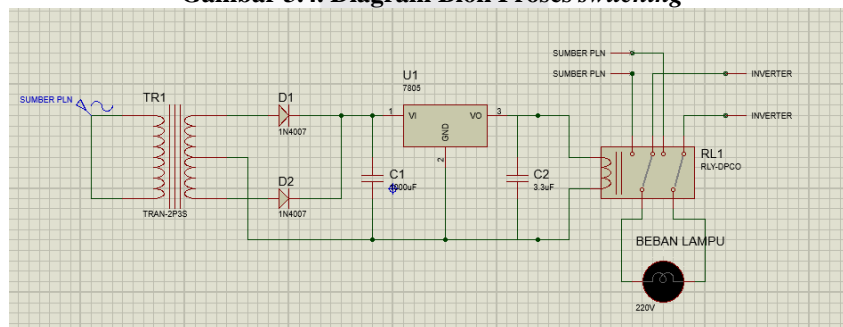 Gambar 3.4. Diagram Blok Proses switching
SUMBER PLN
TR1
TRAN-2P3S
D1
1N4007
D2
1N4007
C1
1000uF
U1
7805
1
VI
VO
3
GND
2
C2
3.3uF
SUMBER PLN
SUMBER PLN
INVERTER
INVERTER
RL1
RLY-DPCO
BEBAN LAMPU
220V